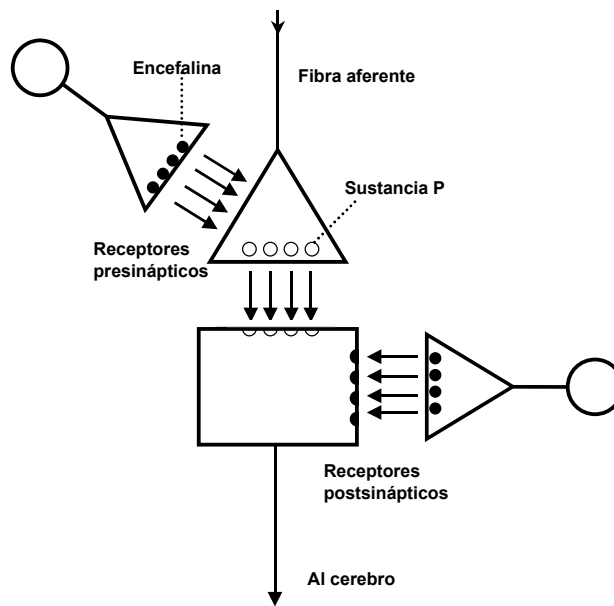 Encefalina
Fibra aferente
Sustancia P
Receptores
presinápticos
Receptores
postsinápticos
Al cerebro